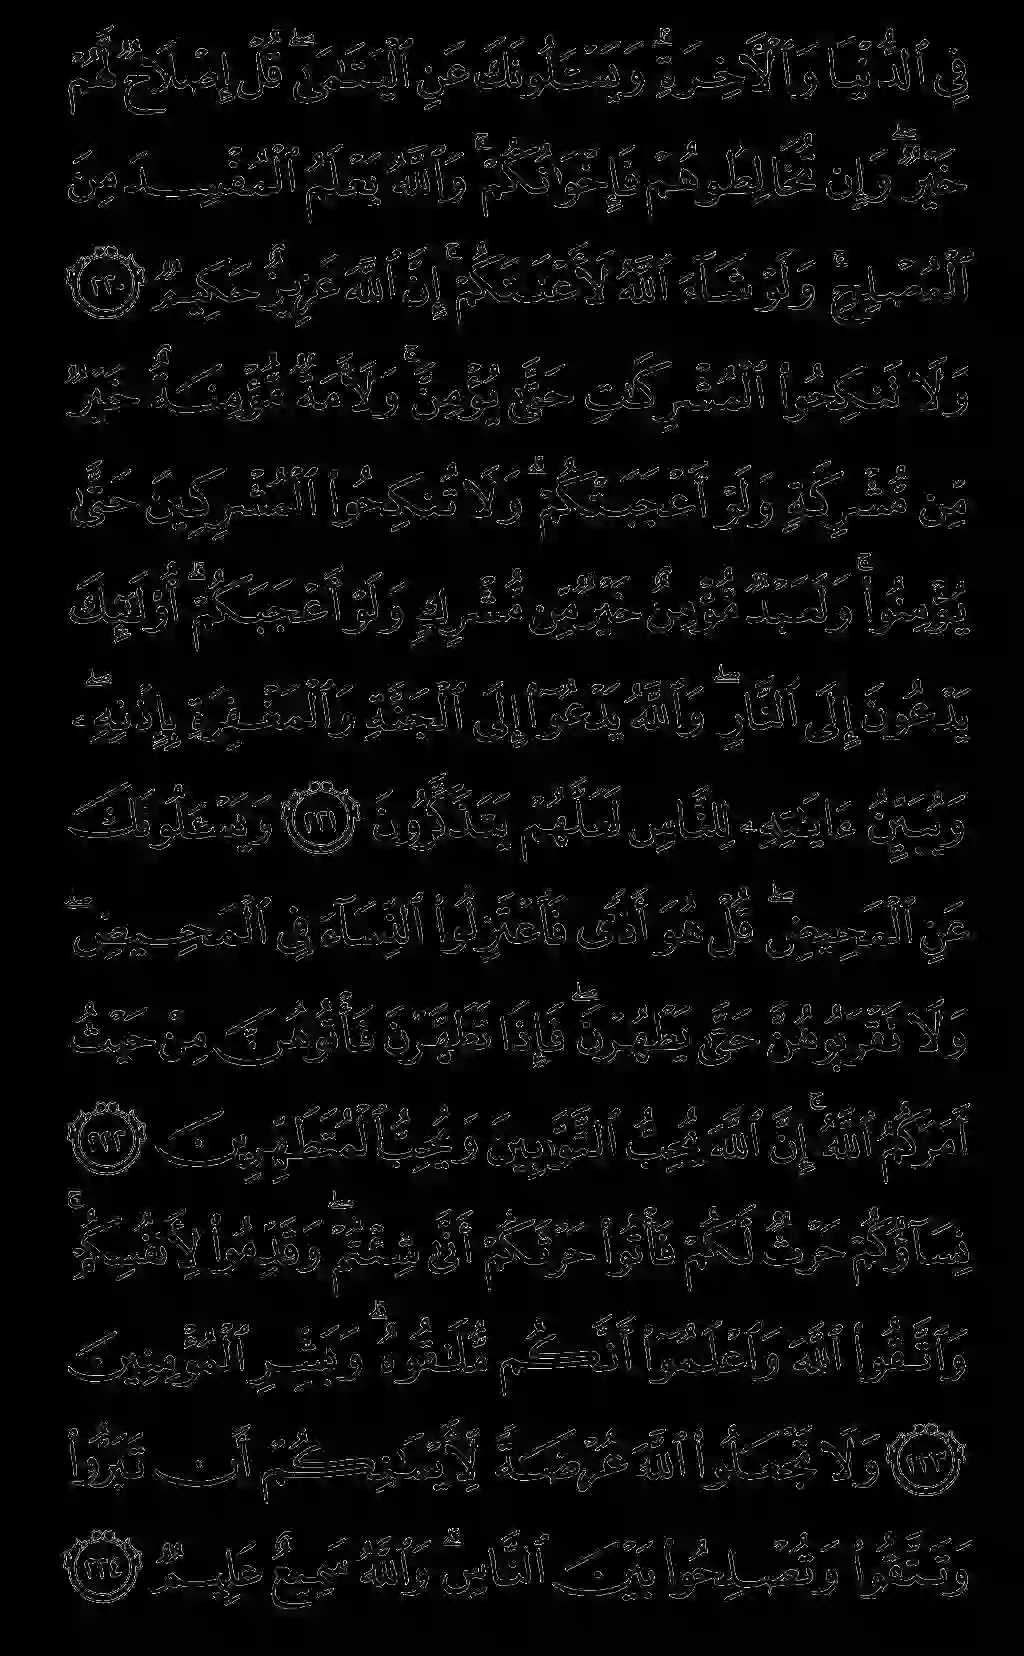 فِي ٱلدُّنۡيَا وَٱلۡأٓخِرَةِۗ وَيَسۡـَٔلُونَكَ عَنِ ٱلۡيَتَٰمَىٰۖ قُلۡ إِصۡلَاحٞ لَّهُمۡ
خَيۡرٞۖ وَإِن تُخَالِطُوهُمۡ فَإِخۡوَٰنُكُمۡۚ وَٱللَّهُ يَعۡلَمُ ٱلۡمُفۡسِدَ مِنَ
ٱلۡمُصۡلِحِۚ وَلَوۡ شَآءَ ٱللَّهُ لَأَعۡنَتَكُمۡۚ إِنَّ ٱللَّهَ عَزِيزٌ حَكِيمٞ ٢٢٠
وَلَا تَنكِحُواْ ٱلۡمُشۡرِكَٰتِ حَتَّىٰ يُؤۡمِنَّۚ وَلَأَمَةٞ مُّؤۡمِنَةٌ خَيۡرٞ
مِّن مُّشۡرِكَةٖ وَلَوۡ أَعۡجَبَتۡكُمۡۗ وَلَا تُنكِحُواْ ٱلۡمُشۡرِكِينَ حَتَّىٰ
يُؤۡمِنُواْۚ وَلَعَبۡدٞ مُّؤۡمِنٌ خَيۡرٞ مِّن مُّشۡرِكٖ وَلَوۡ أَعۡجَبَكُمۡۗ أُوْلَٰٓئِكَ
يَدۡعُونَ إِلَى ٱلنَّارِۖ وَٱللَّهُ يَدۡعُوٓاْ إِلَى ٱلۡجَنَّةِ وَٱلۡمَغۡفِرَةِ بِإِذۡنِهِۦۖ
وَيُبَيِّنُ ءَايَٰتِهِۦ لِلنَّاسِ لَعَلَّهُمۡ يَتَذَكَّرُونَ ٢٢١ وَيَسۡـَٔلُونَكَ
عَنِ ٱلۡمَحِيضِۖ قُلۡ هُوَ أَذٗى فَٱعۡتَزِلُواْ ٱلنِّسَآءَ فِي ٱلۡمَحِيضِۖ
وَلَا تَقۡرَبُوهُنَّ حَتَّىٰ يَطۡهُرۡنَۖ فَإِذَا تَطَهَّرۡنَ فَأۡتُوهُنَّ مِنۡ حَيۡثُ
أَمَرَكُمُ ٱللَّهُۚ إِنَّ ٱللَّهَ يُحِبُّ ٱلتَّوَّٰبِينَ وَيُحِبُّ ٱلۡمُتَطَهِّرِينَ ٢٢٢
نِسَآؤُكُمۡ حَرۡثٞ لَّكُمۡ فَأۡتُواْ حَرۡثَكُمۡ أَنَّىٰ شِئۡتُمۡۖ وَقَدِّمُواْ لِأَنفُسِكُمۡۚ
وَٱتَّقُواْ ٱللَّهَ وَٱعۡلَمُوٓاْ أَنَّكُم مُّلَٰقُوهُۗ وَبَشِّرِ ٱلۡمُؤۡمِنِينَ
٢٢٣ وَلَا تَجۡعَلُواْ ٱللَّهَ عُرۡضَةٗ لِّأَيۡمَٰنِكُمۡ أَن تَبَرُّواْ
وَتَتَّقُواْ وَتُصۡلِحُواْ بَيۡنَ ٱلنَّاسِۚ وَٱللَّهُ سَمِيعٌ عَلِيمٞ ٢٢٤